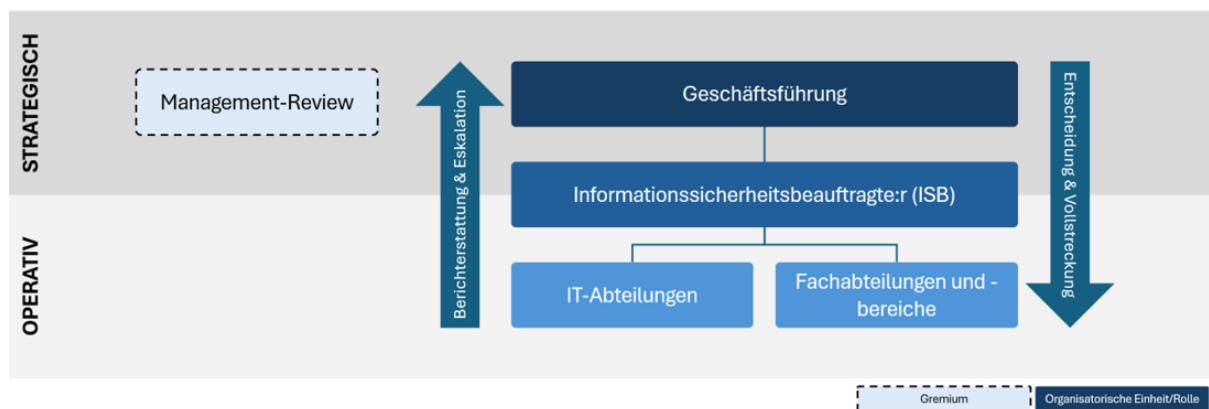 STRATEGISCH
Management-Review
Berichterstattung & Eskalation
Geschäftsführung
Entscheidung & Vollstreckung
Informationssicherheitsbeauftragte:r (ISB)
OPERATIV
IT-Abteilungen
Fachabteilungen und -
bereiche
Gremium
Organisatorische Einheit/Rolle